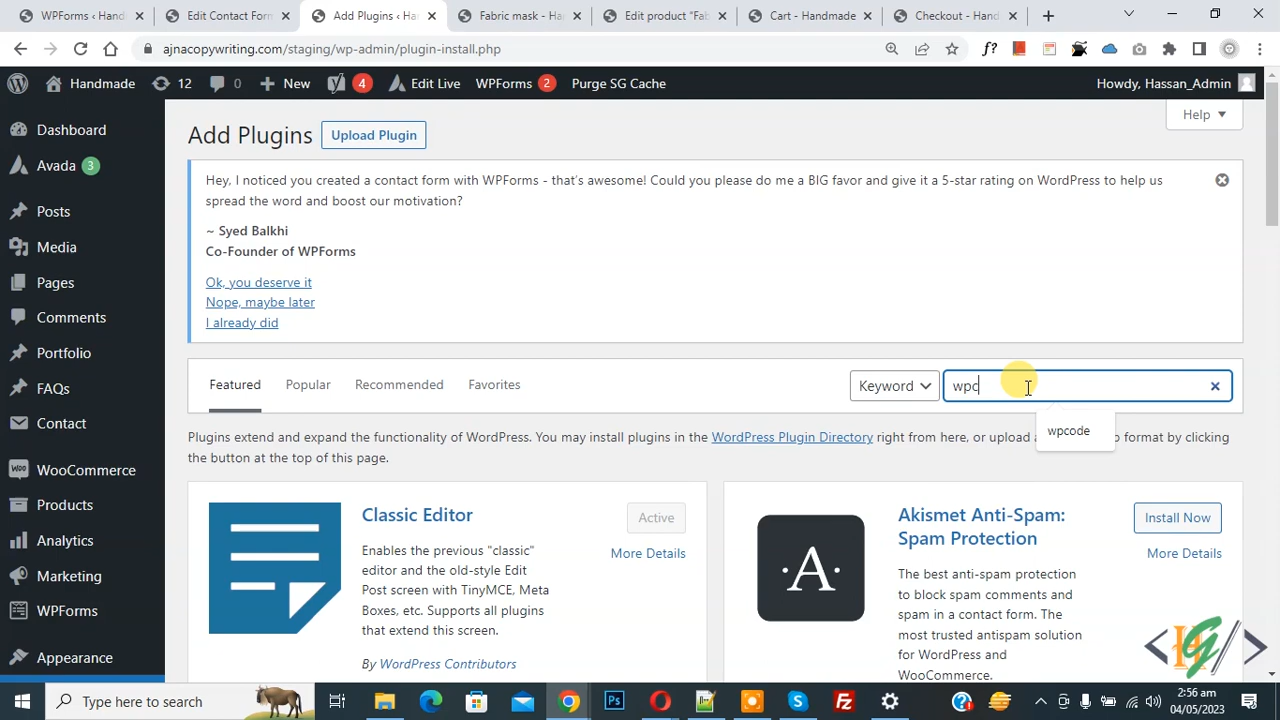 WPForms ‹ Handi
Edit Contact Form
Add Plugins ‹ Ha
Fabric mask - Ha
Edit product "Fab
Cart - Handmade
Checkout - Hand
ajnacopywriting.com/staging/wp-admin/plugin-install.php
Handmade
12
0
New
4
Edit Live
WPForms
2
Purge SG Cache
Howdy, Hassan_Admin
Dashboard
Avada 3
Posts
Media
Pages
Comments
Portfolio
FAQs
Contact
WooCommerce
Products
Analytics
Marketing
WPForms
Appearance
Help
Add Plugins
Upload Plugin
Hey, I noticed you created a contact form with WPForms - that's awesome! Could you please do me a BIG favor and give it a 5-star rating on WordPress to help us
spread the word and boost our motivation?
~ Syed Balkhi
Co-Founder of WPForms
Ok, you deserve it
Nope, maybe later
I already did
Featured
Popular
Recommended
Favorites
Keyword
wpc
wpcode
Plugins extend and expand the functionality of WordPress. You may install plugins in the WordPress Plugin Directory right from here, or upload a o format by clicking
the button at the top of this page.
Classic Editor
Active
More Details
Enables the previous "classic"
editor and the old-style Edit
Post screen with TinyMCE, Meta
Boxes, etc. Supports all plugins
that extend this screen.
By WordPress Contributors
Akismet Anti-Spam:
Spam Protection
Install Now
More Details
The best anti-spam protection
to block spam comments and
spam in a contact form. The
most trusted antispam solution
for WordPress and
WooCommerce.
Type here to search
2:56 am
04/05/2023